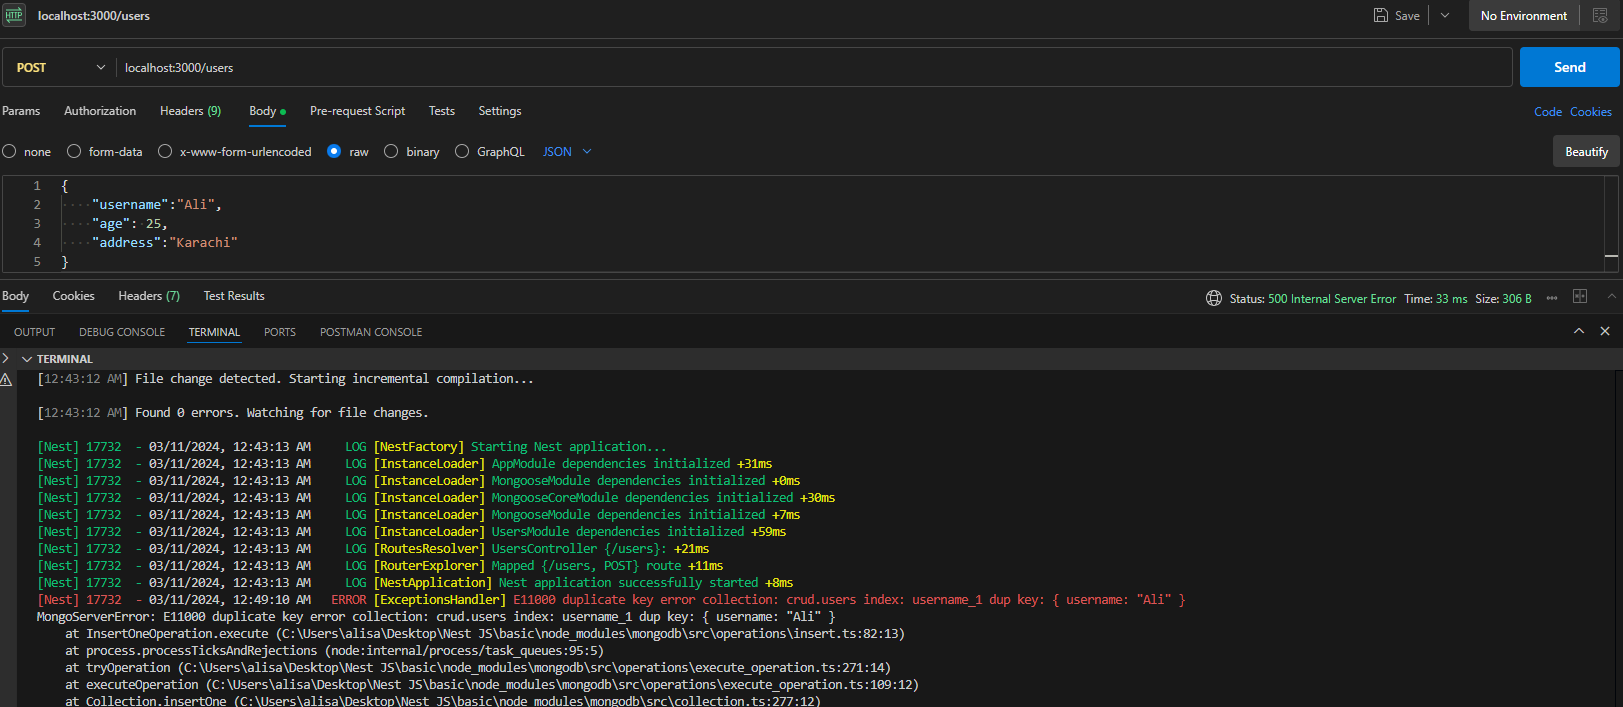 HTTP localhost:3000/users Save No Environment
POST localhost:3000/users Send
Params Authorization Headers (9) Body Pre-request Script Tests Settings Code Cookies
none form-data x-www-form-urlencoded raw binary GraphQL JSON Beautify
1 {
2 ····"username":"Ali",
3 ····"age":·25,
4 ····"address":"Karachi"
5 }
Body Cookies Headers (7) Test Results Status: 500 Internal Server Error Time: 33 ms Size: 306 B
OUTPUT DEBUG CONSOLE TERMINAL PORTS POSTMAN CONSOLE
TERMINAL
[12:43:12 AM] File change detected. Starting incremental compilation...
[12:43:12 AM] Found 0 errors. Watching for file changes.
[Nest] 17732 - 03/11/2024, 12:43:13 AM LOG [NestFactory] Starting Nest application...
[Nest] 17732 - 03/11/2024, 12:43:13 AM LOG [InstanceLoader] AppModule dependencies initialized +31ms
[Nest] 17732 - 03/11/2024, 12:43:13 AM LOG [InstanceLoader] MongooseModule dependencies initialized +0ms
[Nest] 17732 - 03/11/2024, 12:43:13 AM LOG [InstanceLoader] MongooseCoreModule dependencies initialized +30ms
[Nest] 17732 - 03/11/2024, 12:43:13 AM LOG [InstanceLoader] MongooseModule dependencies initialized +7ms
[Nest] 17732 - 03/11/2024, 12:43:13 AM LOG [InstanceLoader] UsersModule dependencies initialized +59ms
[Nest] 17732 - 03/11/2024, 12:43:13 AM LOG [RoutesResolver] UsersController {/users}: +21ms
[Nest] 17732 - 03/11/2024, 12:43:13 AM LOG [RouterExplorer] Mapped {/users, POST} route +11ms
[Nest] 17732 - 03/11/2024, 12:43:13 AM LOG [NestApplication] Nest application successfully started +8ms
[Nest] 17732 - 03/11/2024, 12:49:10 AM ERROR [ExceptionsHandler] E11000 duplicate key error collection: crud.users index: username_1 dup key: { username: "Ali" }
MongoServerError: E11000 duplicate key error collection: crud.users index: username_1 dup key: { username: "Ali" }
at InsertOneOperation.execute (C:\Users\alisa\Desktop\Nest JS\basic\node_modules\mongodb\src\operations\insert.ts:82:13)
at process.processTicksAndRejections (node:internal/process/task_queues:95:5)
at tryOperation (C:\Users\alisa\Desktop\Nest JS\basic\node_modules\mongodb\src\operations\execute_operation.ts:271:14)
at executeOperation (C:\Users\alisa\Desktop\Nest JS\basic\node_modules\mongodb\src\operations\execute_operation.ts:109:12)
at Collection.insertOne (C:\Users\alisa\Desktop\Nest JS\basic\node_modules\mongodb\src\collection.ts:277:12)